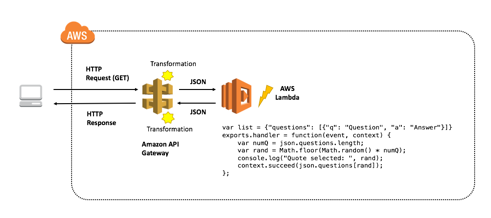 AWS
Transformation
HTTP
Request (GET)
JSON
AWS
Lambda
JSON
HTTP
Response
Transformation
Amazon API
Gateway
var list = {"questions": [{"q": "Question", "a": "Answer"}]}
exports.handler = function(event, context) {
var numQ = json.questions.length;
var rand = Math.floor(Math.random() * numQ);
console.log("Quote selected: ", rand);
context.succeed(json.questions[rand]);
};